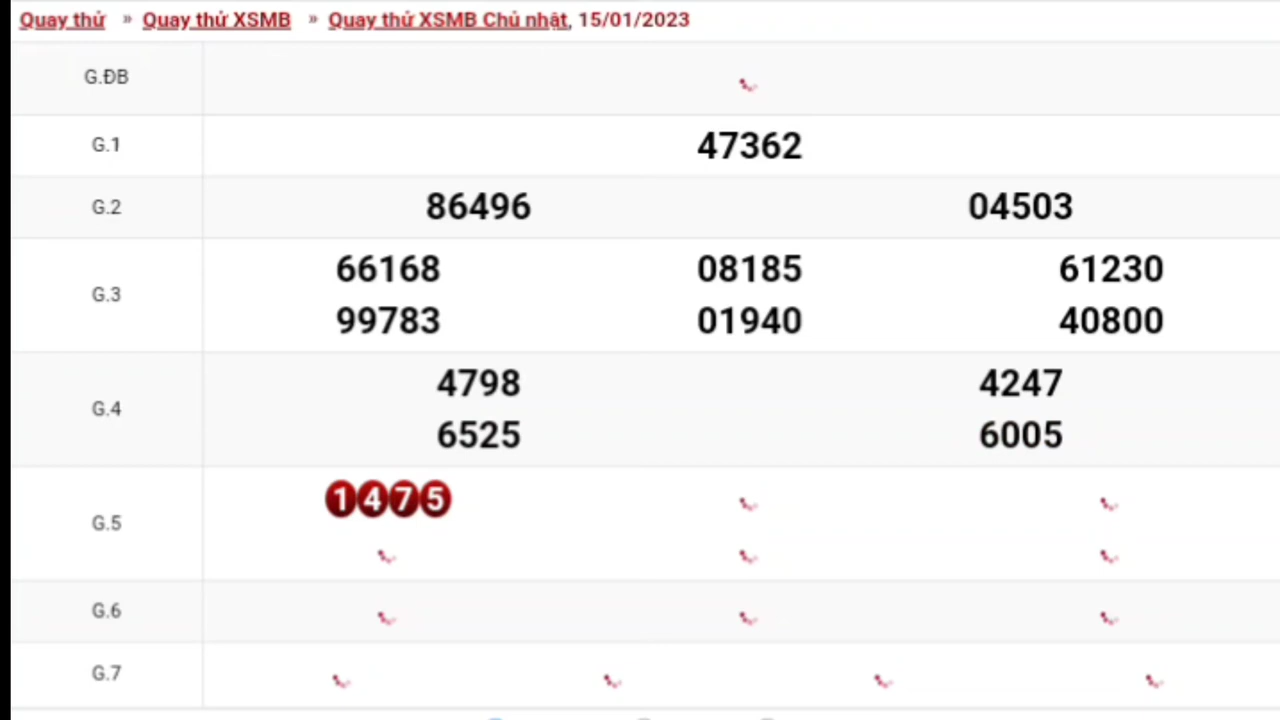 Quay thử » Quay thử XSMB » Quay thử XSMB Chủ nhật, 15/01/2023
G.ĐB
G.1 47362
G.2 86496 04503
G.3 66168 08185 61230
99783 01940 40800
G.4 4798 4247
6525 6005
G.5 1475
G.6
G.7